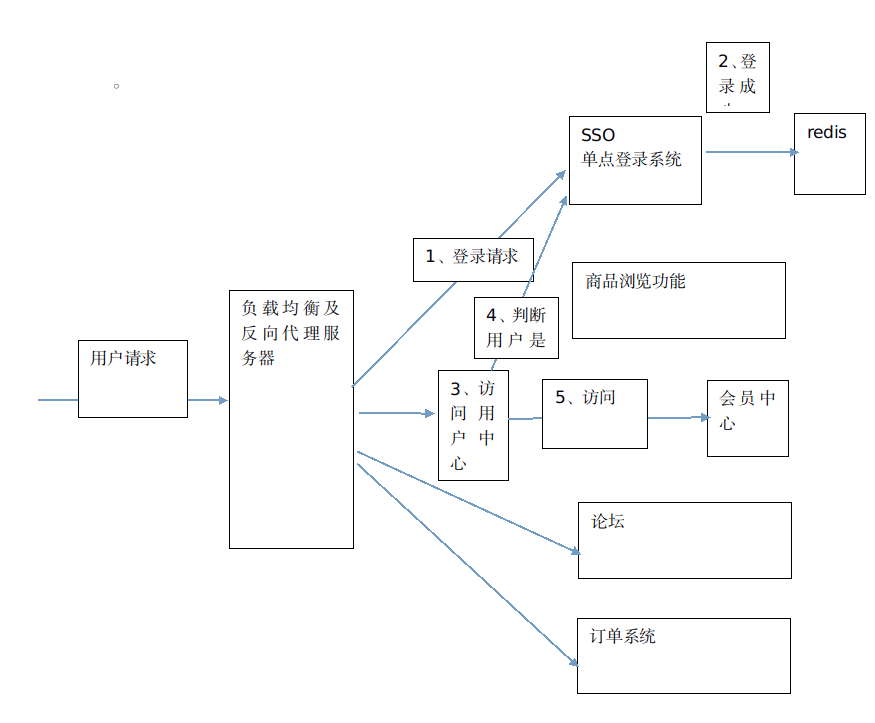 2、登
录成
SSO
单点登录系统
redis
1、登录请求
商品浏览功能
负载均衡及
反向代理服
务器
4、判断
用户是
用户请求
3、访
问用
户中
心
5、访问
会员中
心
论坛
订单系统